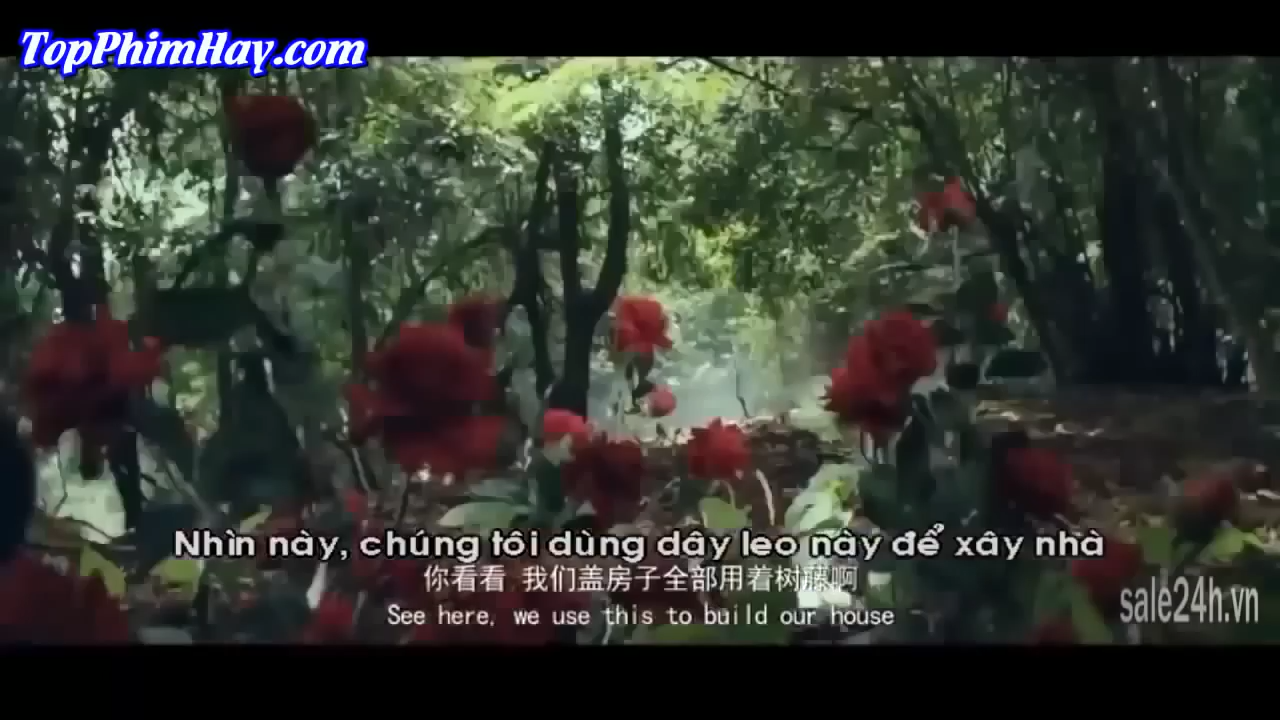 TopPhimHay.com
Nhìn này, chúng tôi dùng dây leo này để xây nhà
你看看 我们盖房子全部用着树藤啊
See here, we use this to build our house
sale24h.vn